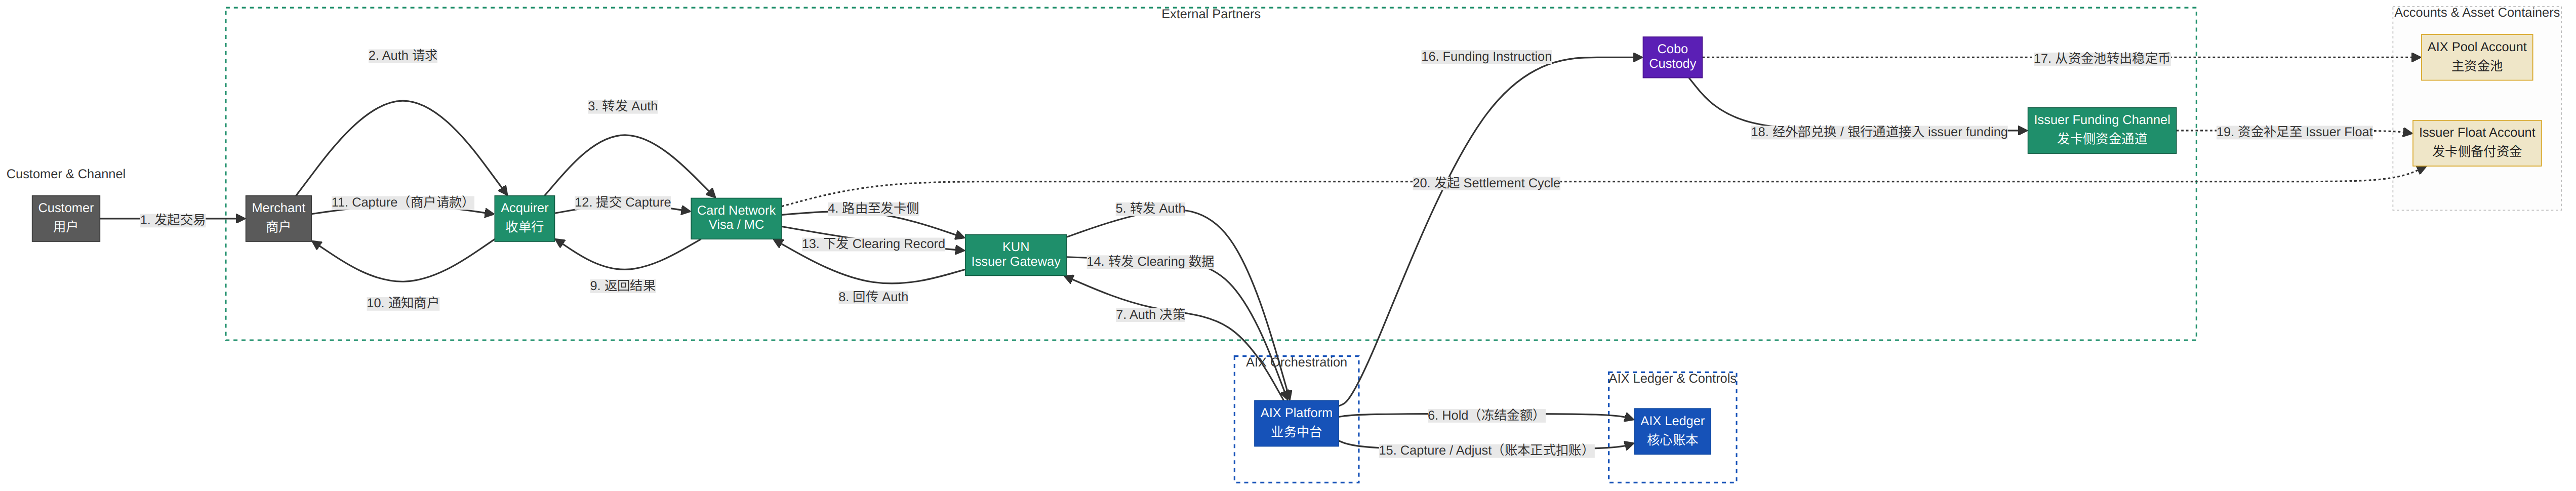 External Partners
Accounts & Asset Containers
2. Auth 请求
16. Funding Instruction
Cobo
Custody
17. 从资金池转出稳定币
AIX Pool Account
主资金池
3. 转发 Auth
18. 经外部兑换 / 银行通道接入 issuer funding
Issuer Funding Channel
发卡侧资金通道
19. 资金补足至 Issuer Float
Issuer Float Account
发卡侧备付资金
Customer & Channel
20. 发起 Settlement Cycle
Customer
用户
1. 发起交易
Merchant
商户
11. Capture（商户请款）
Acquirer
收单行
12. 提交 Capture
Card Network
Visa / MC
4. 路由至发卡侧
5. 转发 Auth
13. 下发 Clearing Record
KUN
Issuer Gateway
14. 转发 Clearing 数据
9. 返回结果
10. 通知商户
8. 回传 Auth
7. Auth 决策
AIX Orchestration
AIX Ledger & Controls
AIX Platform
业务中台
6. Hold（冻结金额）
15. Capture / Adjust（账本正式扣账）
AIX Ledger
核心账本